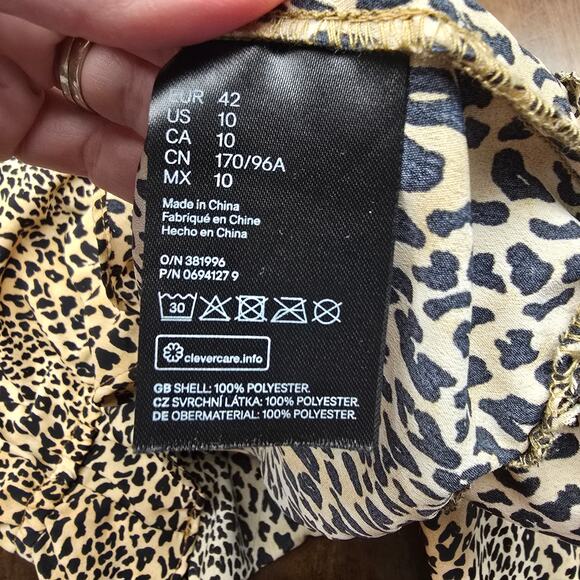 EUR 42
US 10
CA 10
CN 170/96A
MX 10
Made in China
Fabriqué en Chine
Hecho en China
O/N 381996
P/N 0694127 9
30
clevercare.info
GB SHELL: 100% POLYESTER.
CZ SVRCHNÍ LÁTKA: 100% POLYESTER.
DE OBERMATERIAL: 100% POLYESTER.